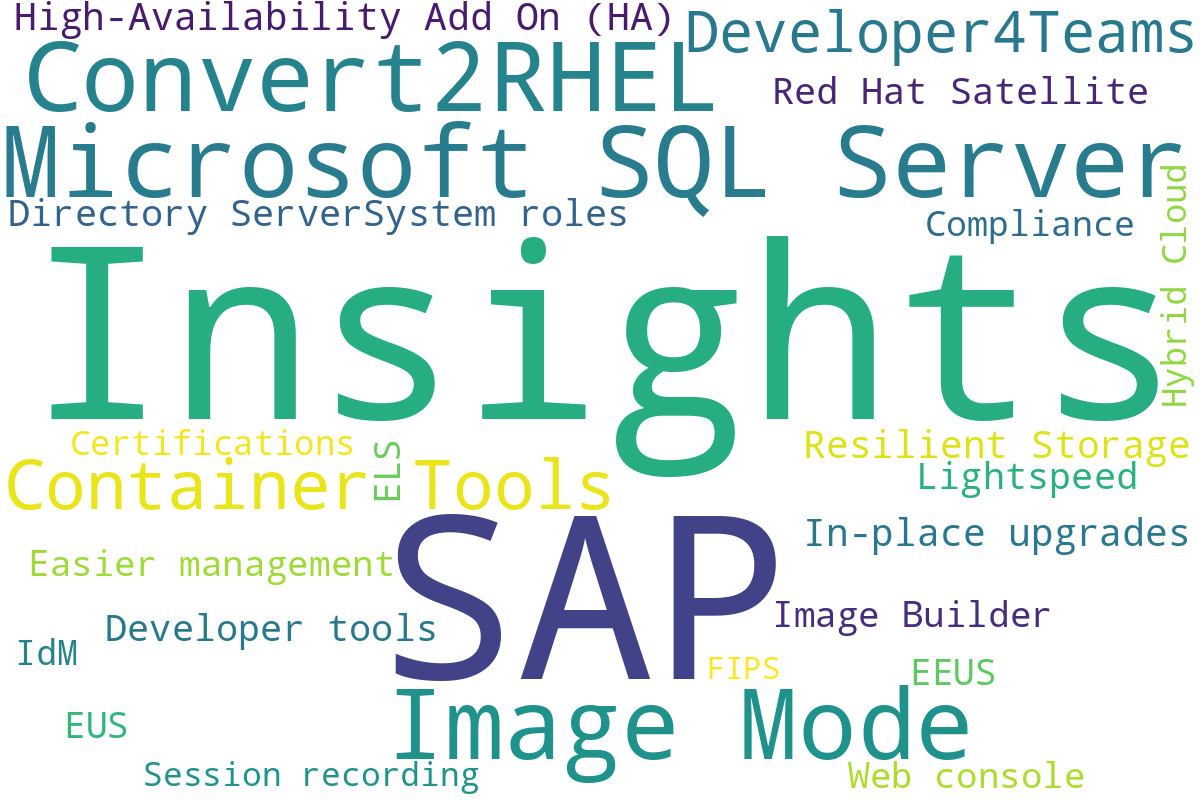 High-Availability Add On (HA)
Developer4Teams
Convert2RHEL
Red Hat Satellite
Microsoft SQL Server
Directory Server
System roles
Compliance
Hybrid Cloud
Insights
Certifications
ELS
Resilient Storage
Container Tools
Lightspeed
SAP
In-place upgrades
Easier management
Developer tools
Image Builder
IdM
FIPS
EEUS
Image Mode
EUS
Session recording
Web console